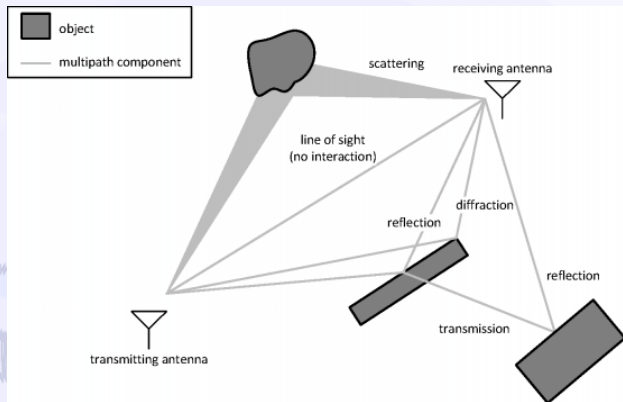 object
multipath component
scattering
receiving antenna
line of sight
(no interaction)
diffraction
reflection
reflection
transmission
transmitting antenna